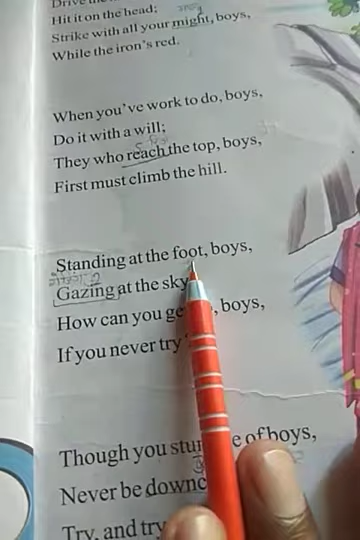 Hit it on the head;
Strike with all your might, boys,
While the iron's red.
When you've work to do, boys,
Do it with a will;
They who reach the top, boys,
First must climb the hill.
Standing at the foot, boys,
Gazing at the sky
How can you ge , boys,
If you never try
Though you stu e of boys,
Never be downc
Try, and try